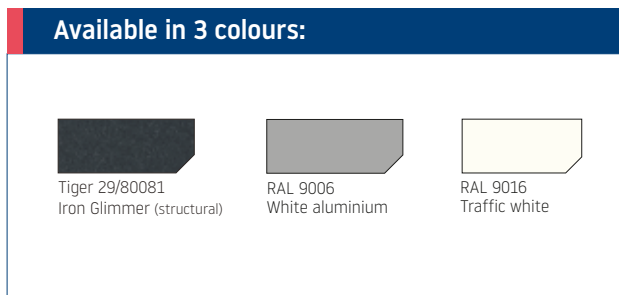 Available in 3 colours:
Tiger 29/80081
Iron Glimmer (structural)
RAL 9006
White aluminium
RAL 9016
Traffic white